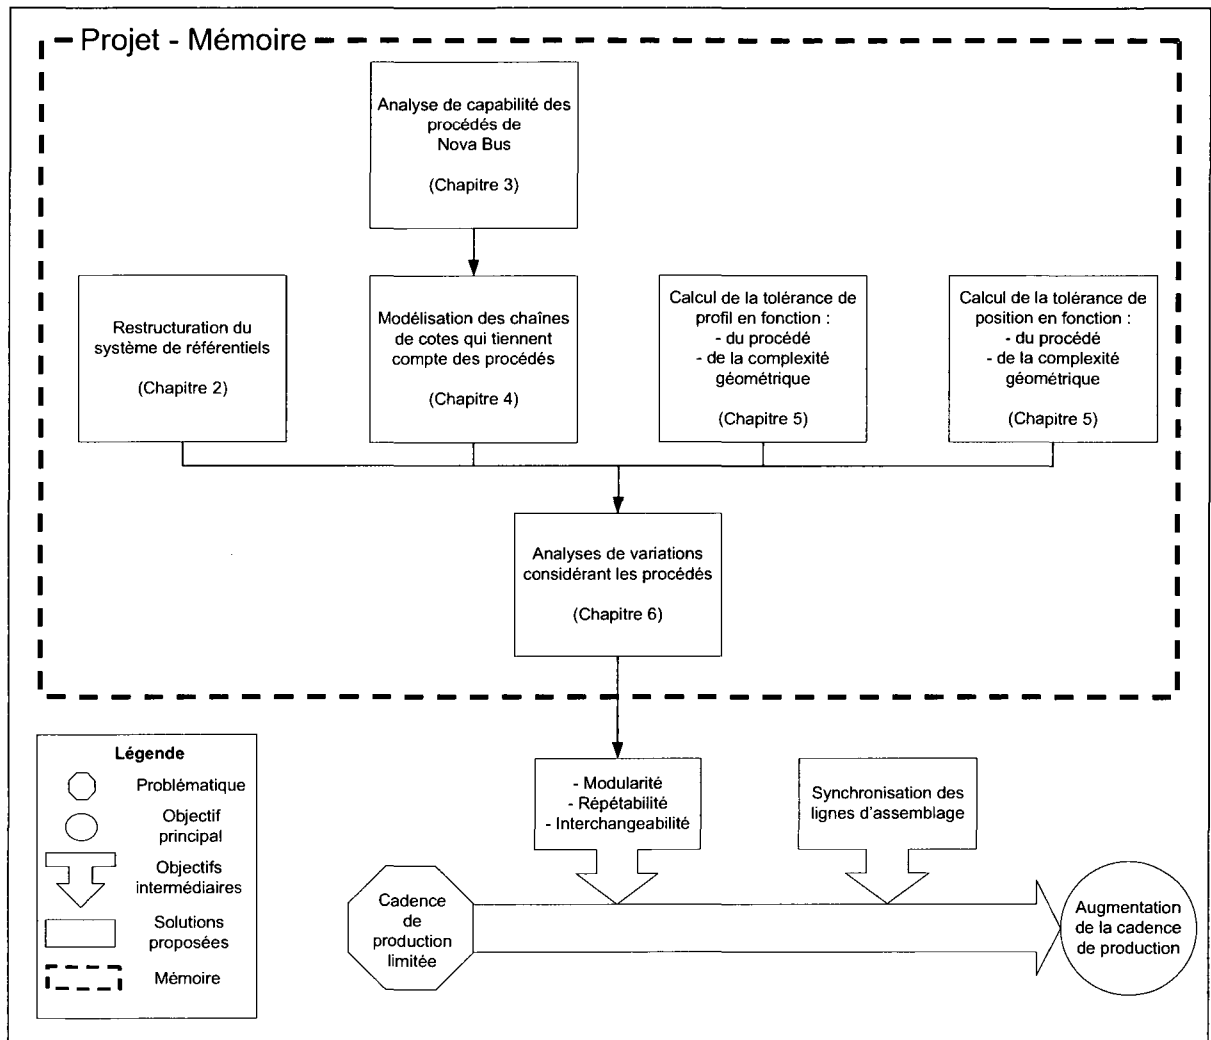 Projet - Mémoire
Analyse de capabilité des
procédés de
Nova Bus
(Chapitre 3)
Restructuration du
système de référentiels
(Chapitre 2)
Modélisation des chaînes
de cotes qui tiennent
compte des procédés
(Chapitre 4)
Calcul de la tolérance de
profil en fonction :
- du procédé
- de la complexité
géométrique
(Chapitre 5)
Calcul de la tolérance de
position en fonction :
- du procédé
- de la complexité
géométrique
(Chapitre 5)
Analyses de variations
considérant les procédés
(Chapitre 6)
Légende
Problématique
Objectif
principal
Objectifs
intermédiaires
Solutions
proposées
Mémoire
- Modularité
- Répétabilité
- Interchangeabilité
Synchronisation des
lignes d'assemblage
Cadence
de
production
limitée
Augmentation
de la cadence
de production